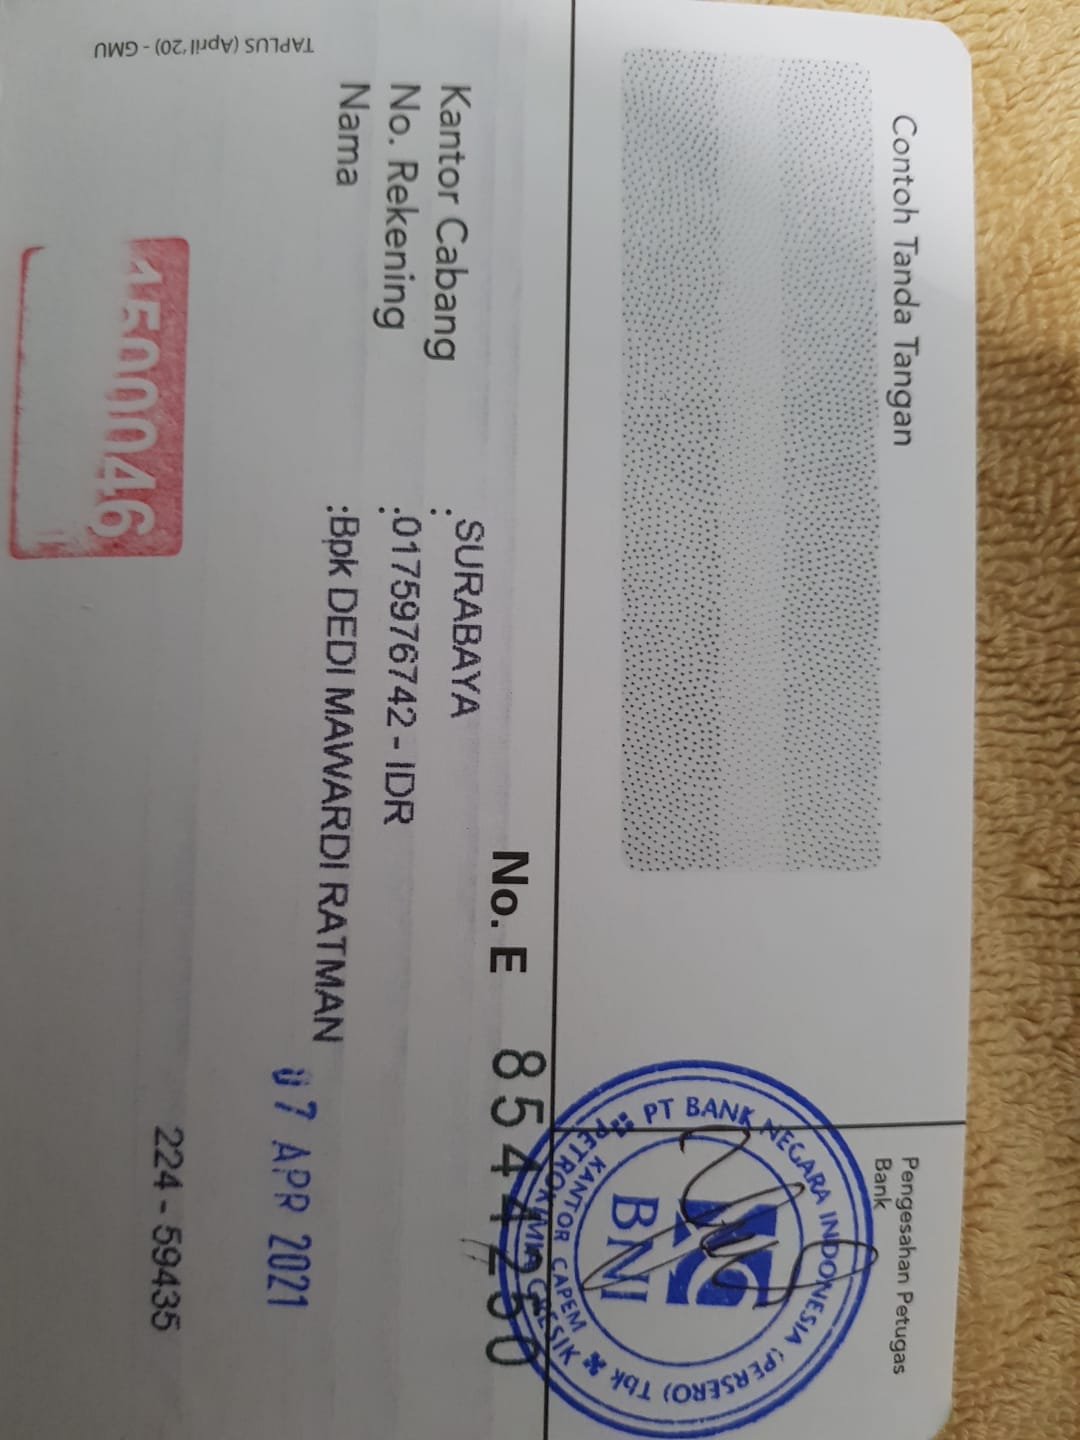 Contoh Tanda Tangan
Pengesahan Petugas
Bank
PT BANK NEGARA INDONESIA (PERSERO) Tbk
KANTOR CAPEM
PETROKIMIA GRESIK
BNI
No. E 8544250
Kantor Cabang : SURABAYA
No. Rekening : 0175976742 - IDR
Nama : Bpk DEDI MAWARDI RATMAN
07 APR 2021
1500046
224 - 59435
TAPLUS (April '20) - GMU